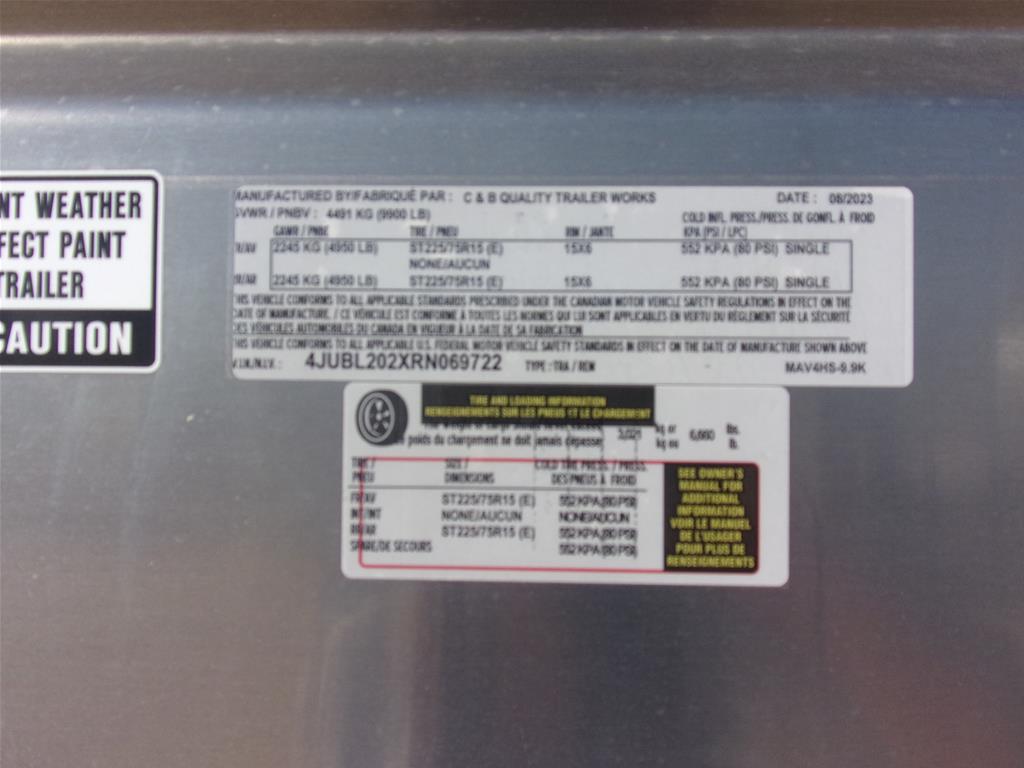 NT WEATHER
FECT PAINT
TRAILER
CAUTION
MANUFACTURED BY/FABRIQUÉ PAR : C & B QUALITY TRAILER WORKS DATE : 08/2023
GVWR / PNBV : 4491 KG (9900 LB) COLD INFL. PRESS./PRESS. DE GONFL. À FROID
GAWR / PNBE TIRE / PNEU RIM / JANTE KPA (PSI / LPC)
FR/AV 2245 KG (4950 LB) ST225/75R15 (E) 15X6 552 KPA (80 PSI) SINGLE
NONE/AUCUN
RR/AR 2245 KG (4950 LB) ST225/75R15 (E) 15X6 552 KPA (80 PSI) SINGLE
THIS VEHICLE CONFORMS TO ALL APPLICABLE STANDARDS PRESCRIBED UNDER THE CANADIAN MOTOR VEHICLE SAFETY REGULATIONS IN EFFECT ON THE
DATE OF MANUFACTURE. / CE VÉHICULE EST CONFORME À TOUTES LES NORMES QUI LUI SONT APPLICABLES EN VERTU DU RÈGLEMENT SUR LA SÉCURITÉ
DES VÉHICULES AUTOMOBILES DU CANADA EN VIGUEUR À LA DATE DE SA FABRICATION
THIS VEHICLE CONFORMS TO ALL APPLICABLE U.S. FEDERAL MOTOR VEHICLE SAFETY STANDARDS IN EFFECT ON THE DATE OF MANUFACTURE SHOWN ABOVE
V.I.N./N.I.V. : 4JUBL202XRN069722 TYPE : TRA / REM MAV4HS-9.9K
TIRE AND LOADING INFORMATION
RENSEIGNEMENTS SUR LES PNEUS ET LE CHARGEMENT
The weight of cargo should never exceed 3,021 kg or 6,660 lbs.
Le poids du chargement ne doit jamais dépasser kg ou lb.
TIRE / SIZE / COLD TIRE PRESS. / PRESS.
PNEU DIMENSIONS DES PNEUS À FROID
FR/AV ST225/75R15 (E) 552 KPA (80 PSI)
INT/INT NONE/AUCUN NONE/AUCUN
RR/AR ST225/75R15 (E) 552 KPA (80 PSI)
SPARE/DE SECOURS 552 KPA (80 PSI)
SEE OWNER'S
MANUAL FOR
ADDITIONAL
INFORMATION
VOIR LE MANUEL
DE L'USAGER
POUR PLUS DE
RENSEIGNEMENTS